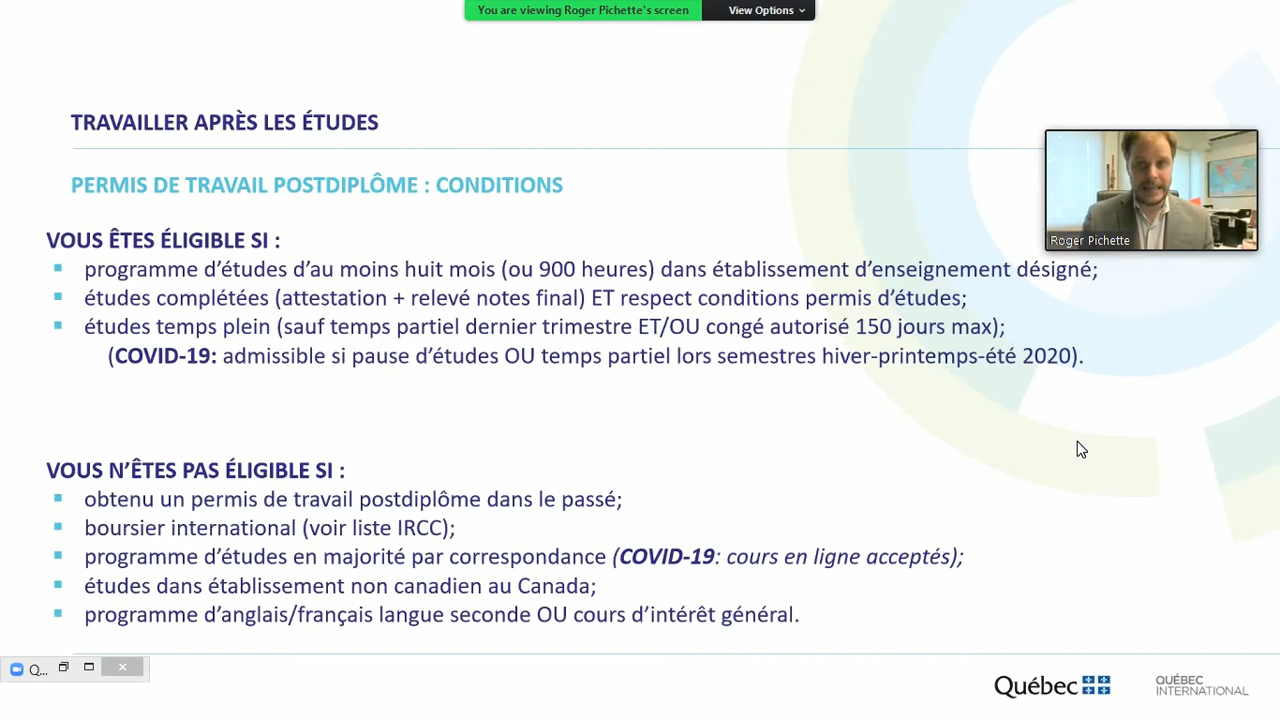 You are viewing Roger Pichette's screen
View Options
TRAVAILLER APRÈS LES ÉTUDES
PERMIS DE TRAVAIL POSTDIPLÔME : CONDITIONS
Roger Pichette
VOUS ÊTES ÉLIGIBLE SI :
programme d'études d'au moins huit mois (ou 900 heures) dans établissement d'enseignement désigné;
études complétées (attestation + relevé notes final) ET respect conditions permis d'études;
études temps plein (sauf temps partiel dernier trimestre ET/OU congé autorisé 150 jours max);
(COVID-19: admissible si pause d'études OU temps partiel lors semestres hiver-printemps-été 2020).
VOUS N'ÊTES PAS ÉLIGIBLE SI :
obtenu un permis de travail postdiplôme dans le passé;
boursier international (voir liste IRCC);
programme d'études en majorité par correspondance (COVID-19: cours en ligne acceptés);
études dans établissement non canadien au Canada;
programme d'anglais/français langue seconde OU cours d'intérêt général.
Q...
Québec
QUÉBEC
INTERNATIONAL